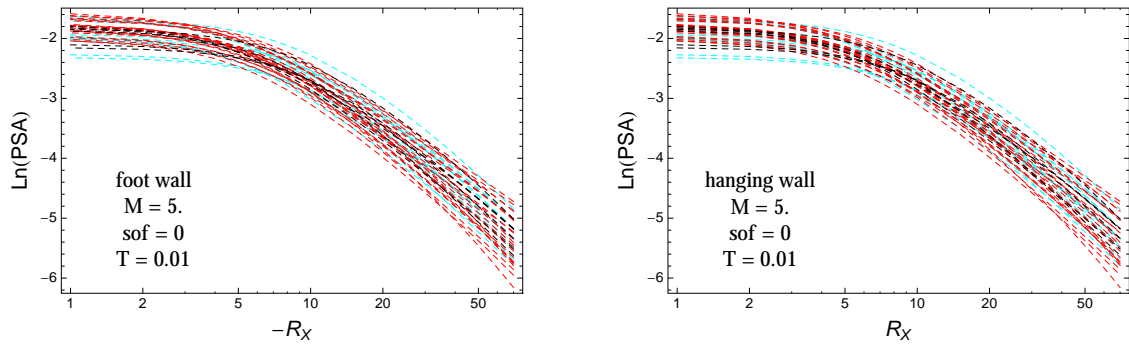 Ln(PSA)
−2
−3
−4
−5
−6
foot wall
M = 5.
sof = 0
T = 0.01
1 2 5 10 20 50
−R_X
Ln(PSA)
−2
−3
−4
−5
−6
hanging wall
M = 5.
sof = 0
T = 0.01
1 2 5 10 20 50
R_X